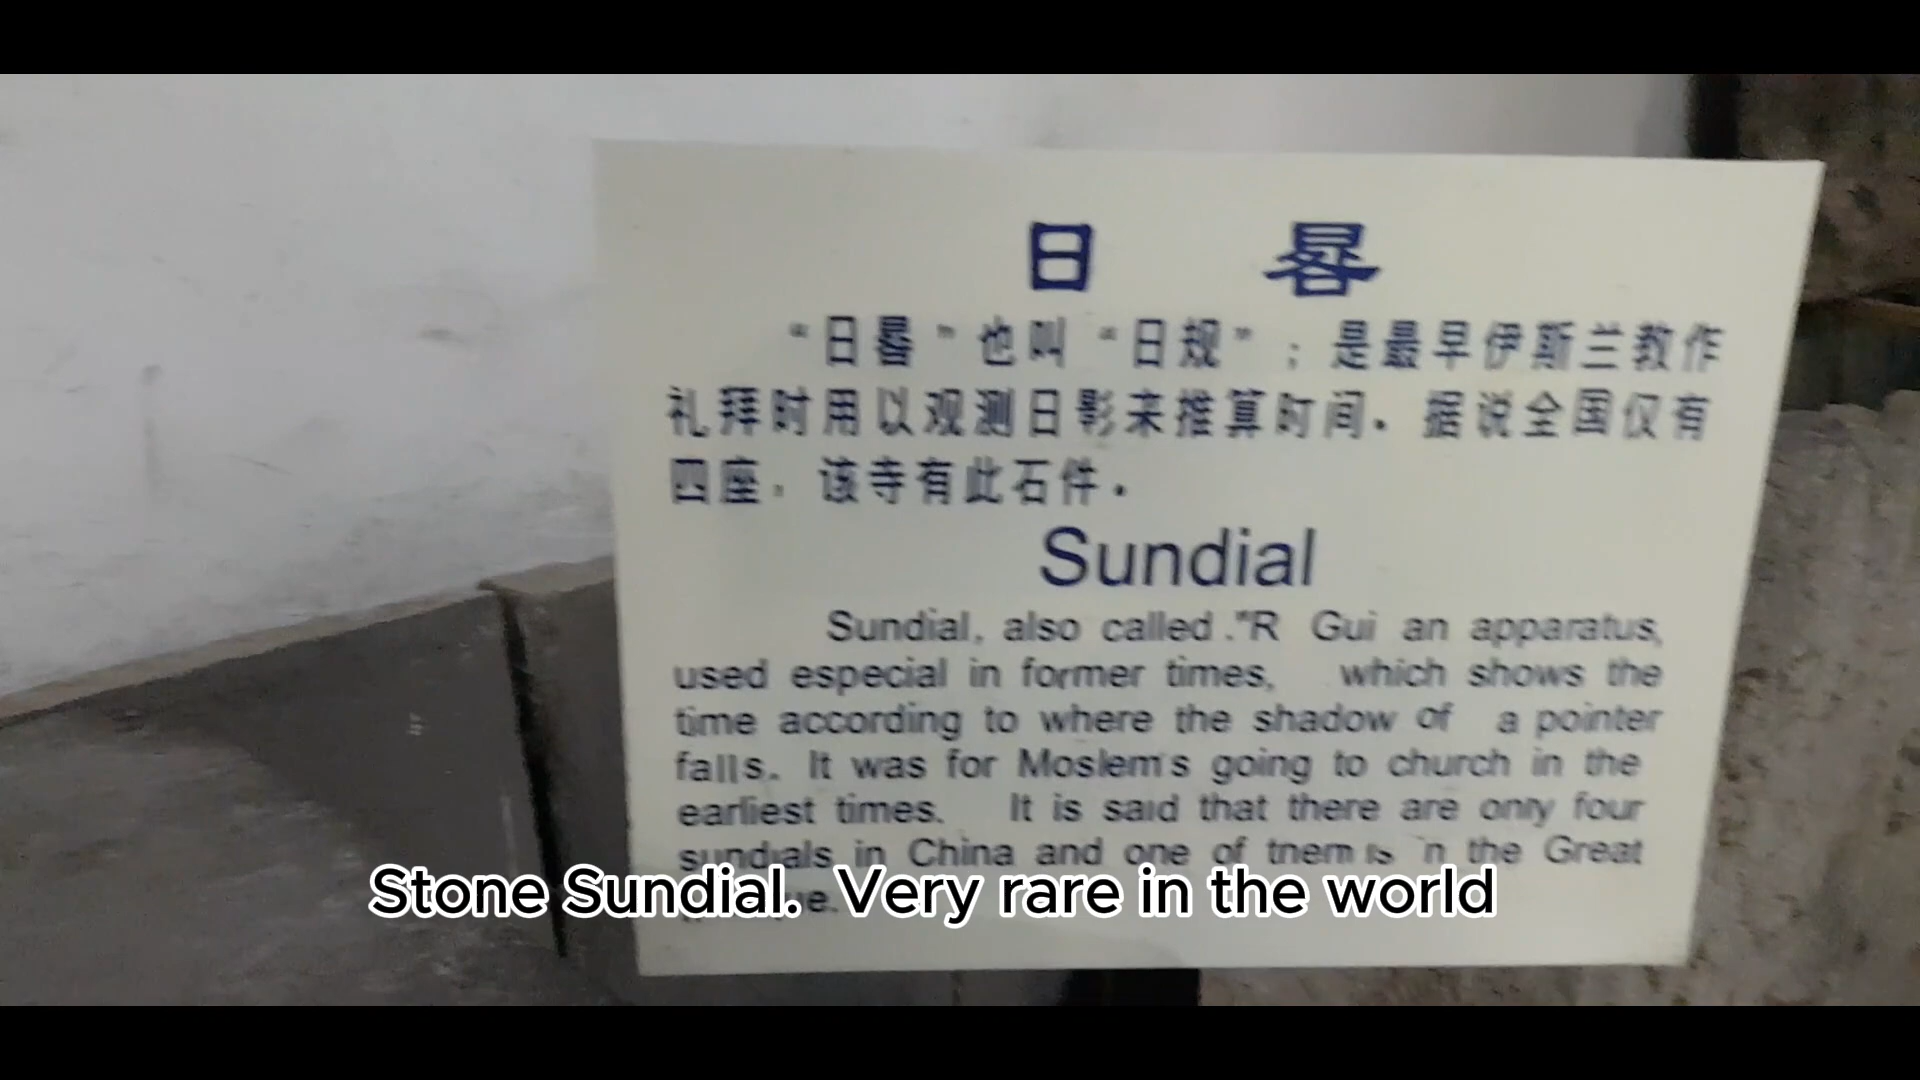 日 晷
“日晷”也叫“日规”；是最早伊斯兰教作
礼拜时用以观测日影来推算时间。据说全国仅有
四座，该寺有此石件。
Sundial
Sundial, also called ."R Gui an apparatus,
used especial in former times, which shows the
time according to where the shadow of a pointer
falls. It was for Moslem's going to church in the
earliest times. It is said that there are only four
sundials in China and one of them is in the Great
Stone Sundial. Very rare in the world